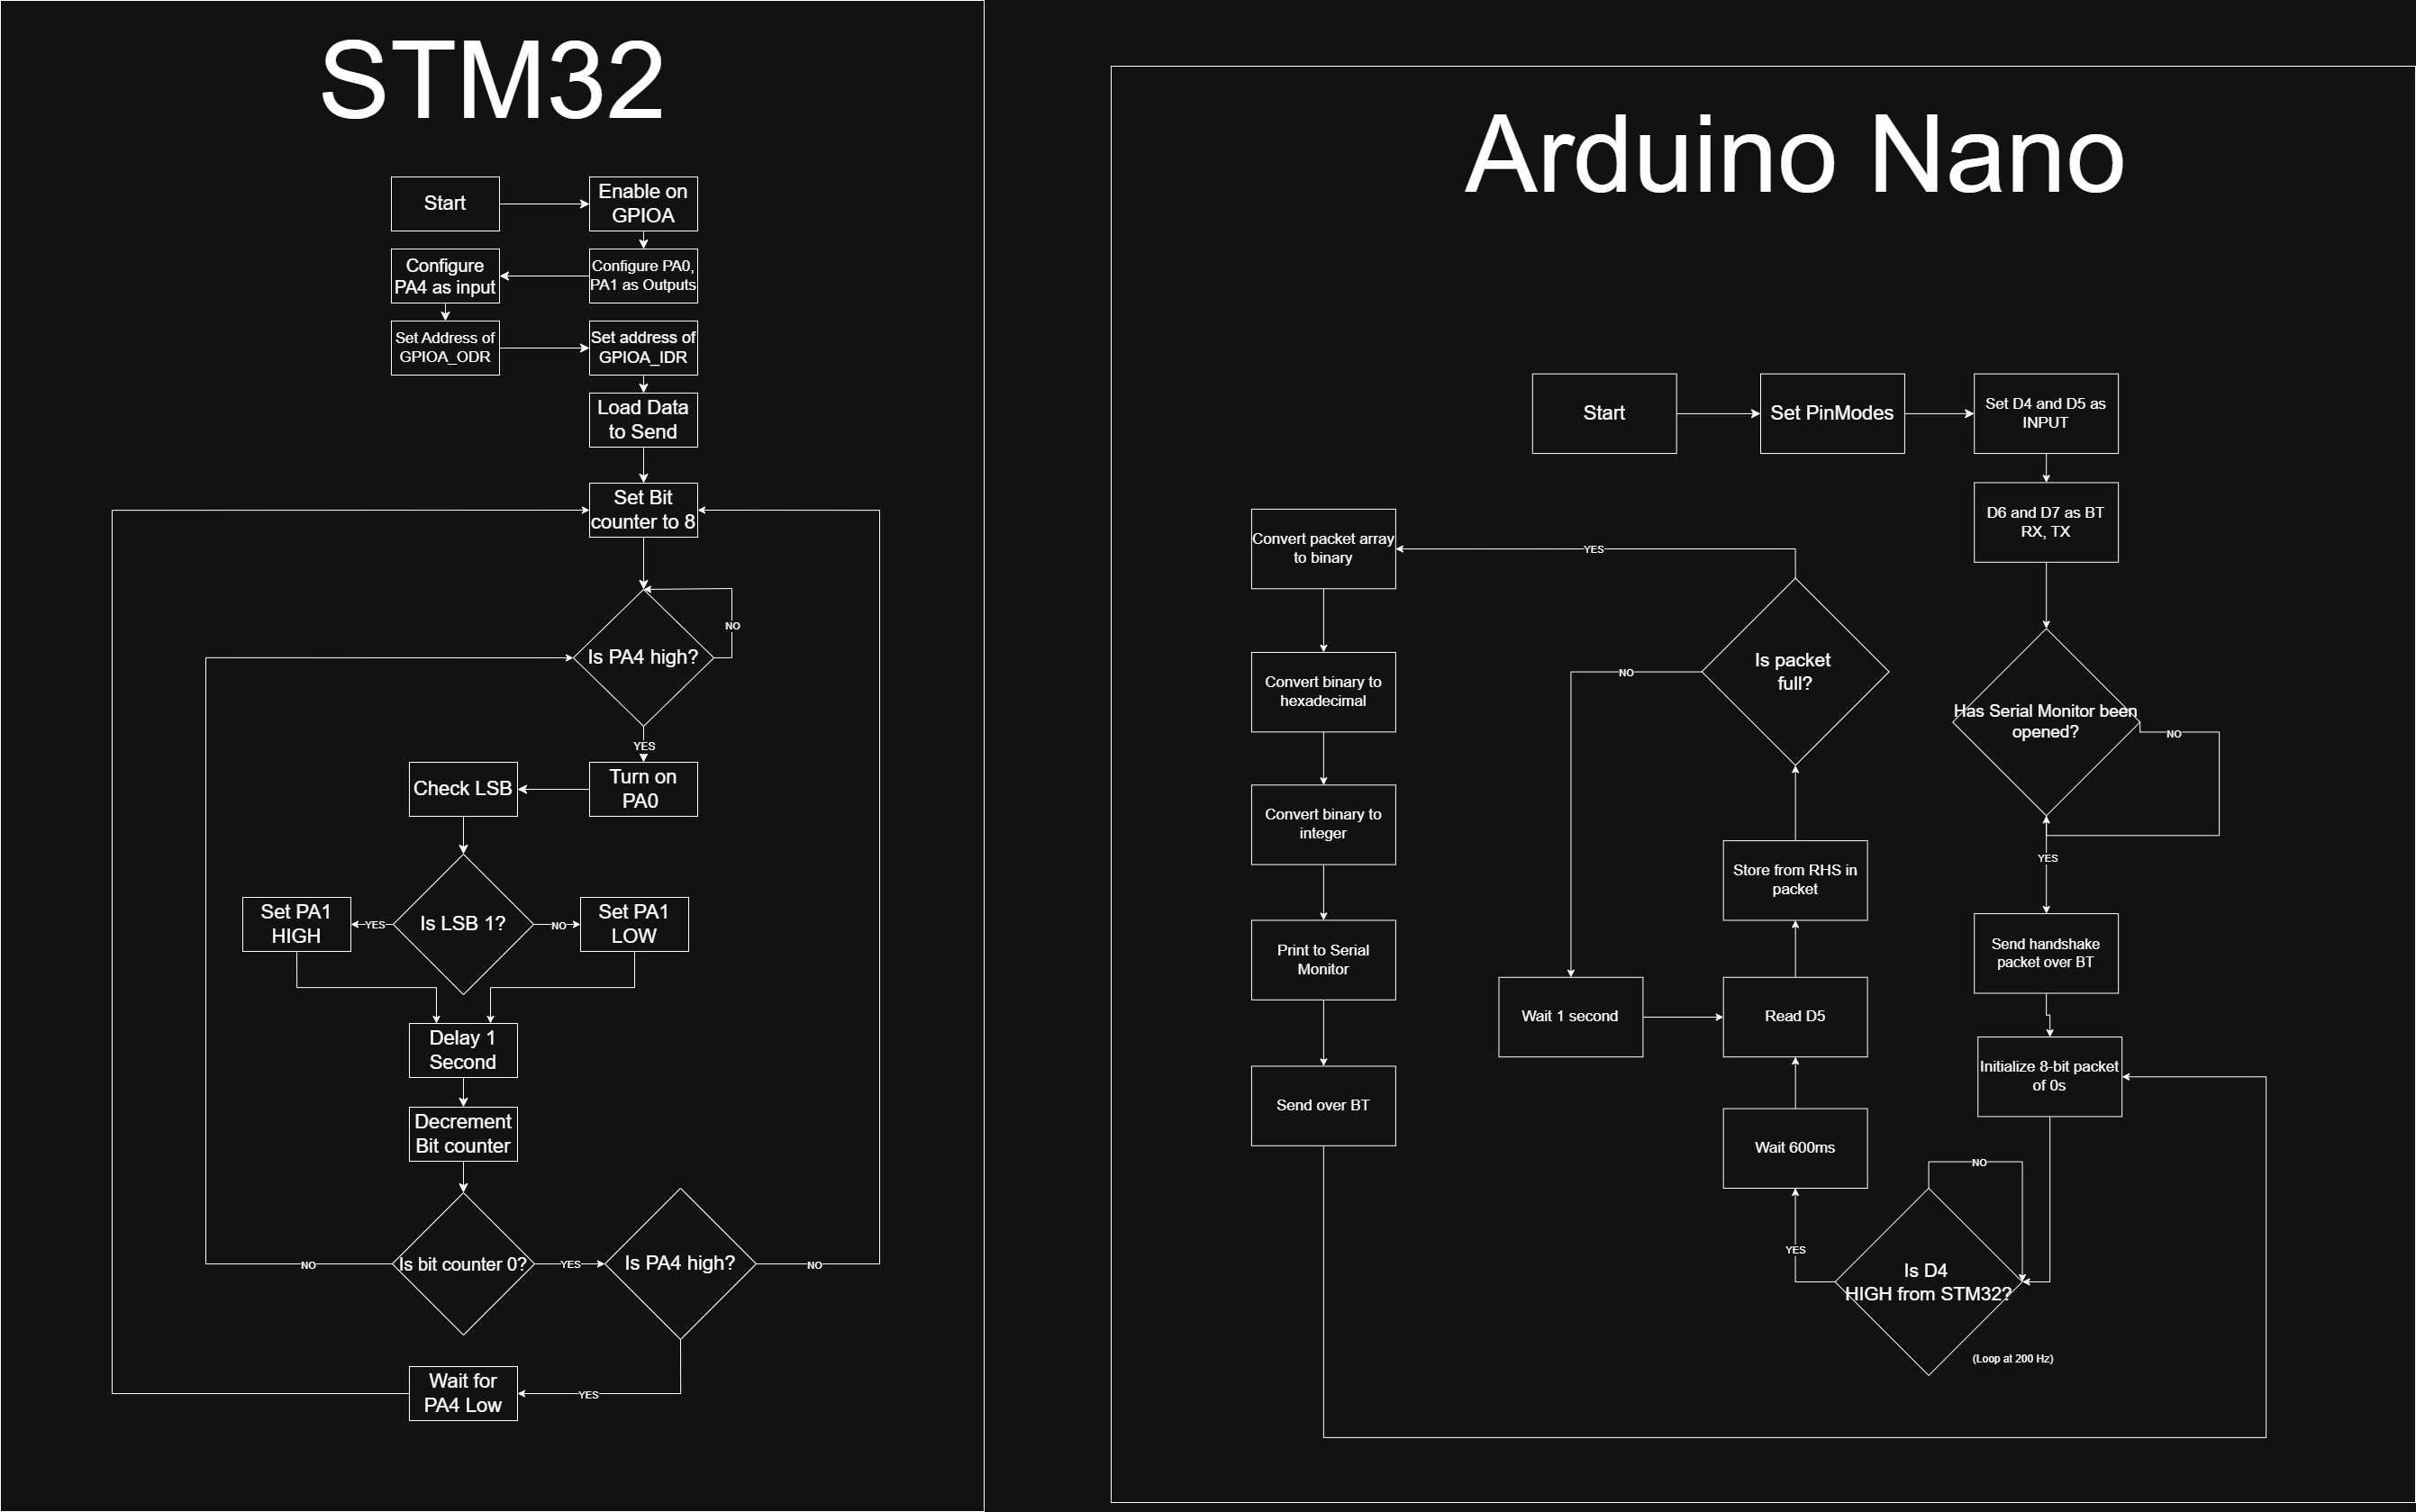 STM32
Start
Enable on
GPIOA
Configure
PA4 as input
Configure PA0,
PA1 as Outputs
Set Address of
GPIOA_ODR
Set address of
GPIOA_IDR
Load Data
to Send
Set Bit
counter to 8
NO
Is PA4 high?
YES
Check LSB
Turn on
PA0
Set PA1
HIGH
YES
Is LSB 1?
NO
Set PA1
LOW
Delay 1
Second
Decrement
Bit counter
NO
Is bit counter 0?
YES
Is PA4 high?
NO
Wait for
PA4 Low
YES
Arduino Nano
Start
Set PinModes
Set D4 and D5 as
INPUT
D6 and D7 as BT
RX, TX
Has Serial Monitor been
opened?
NO
YES
Send handshake
packet over BT
Initialize 8-bit packet
of 0s
NO
Is D4
HIGH from STM32?
(Loop at 200 Hz)
YES
Wait 600ms
Read D5
Store from RHS in
packet
Is packet
full?
NO
Wait 1 second
YES
Convert packet array
to binary
Convert binary to
hexadecimal
Convert binary to
integer
Print to Serial
Monitor
Send over BT